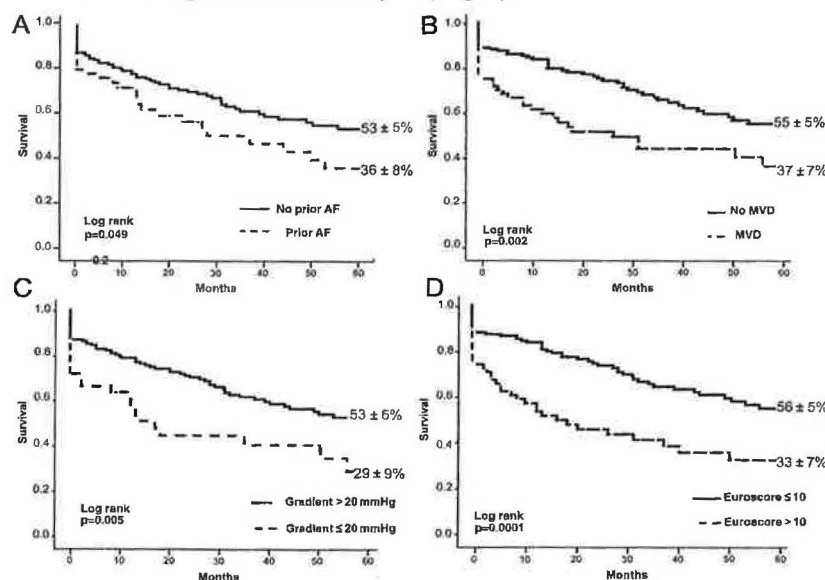 A
1.0
0.8
0.6
0.4
0.2
0.0
Survival
53 ± 5%
36 ± 8%
No prior AF
Prior AF
Log rank
p=0.049
0.2
0 10 20 30 40 50 60
Months
B
1.0
0.8
0.6
0.4
0.2
0.0
Survival
55 ± 5%
37 ± 7%
No MVD
MVD
Log rank
p=0.002
0 10 20 30 40 50 60
Months
C
1.0
0.8
0.6
0.4
0.2
0.0
Survival
53 ± 6%
29 ± 9%
Gradient > 20 mmHg
Gradient ≤ 20 mmHg
Log rank
p=0.005
0 10 20 30 40 50 60
Months
D
1.0
0.8
0.6
0.4
0.2
0.0
Survival
56 ± 5%
33 ± 7%
Euroscore ≤ 10
Euroscore > 10
Log rank
p=0.0001
0 10 20 30 40 50 60
Months